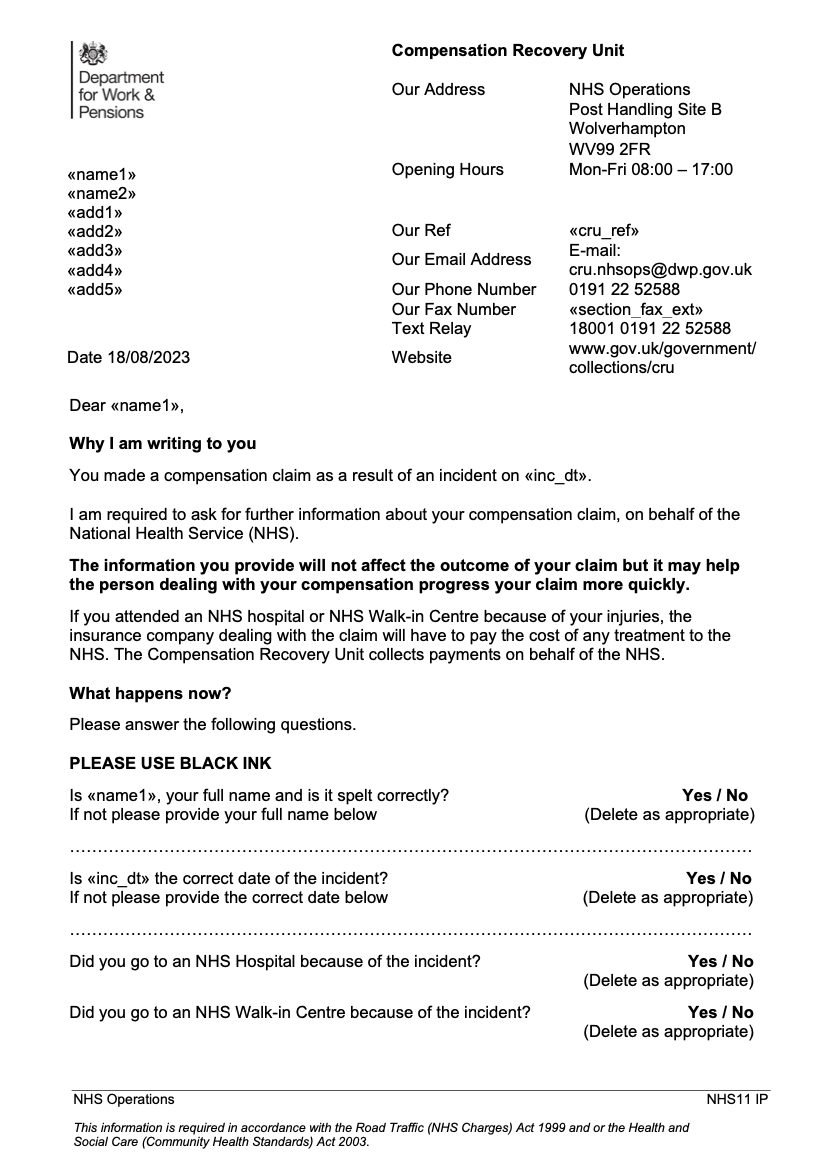 Department
for Work &
Pensions
Compensation Recovery Unit
Our Address
NHS Operations
Post Handling Site B
Wolverhampton
WV99 2FR
Opening Hours
Mon-Fri 08:00 – 17:00
«name1»
«name2»
«add1»
«add2»
«add3»
«add4»
«add5»
Our Ref
«cru_ref»
Our Email Address
E-mail:
cru.nhsops@dwp.gov.uk
Our Phone Number
0191 22 52588
Our Fax Number
«section_fax_ext»
Text Relay
18001 0191 22 52588
Date 18/08/2023
Website
www.gov.uk/government/
collections/cru
Dear «name1»,
Why I am writing to you
You made a compensation claim as a result of an incident on «inc_dt».
I am required to ask for further information about your compensation claim, on behalf of the
National Health Service (NHS).
The information you provide will not affect the outcome of your claim but it may help
the person dealing with your compensation progress your claim more quickly.
If you attended an NHS hospital or NHS Walk-in Centre because of your injuries, the
insurance company dealing with the claim will have to pay the cost of any treatment to the
NHS. The Compensation Recovery Unit collects payments on behalf of the NHS.
What happens now?
Please answer the following questions.
PLEASE USE BLACK INK
Is «name1», your full name and is it spelt correctly? Yes / No
If not please provide your full name below (Delete as appropriate)
…………………………………………………………………………………………………………
Is «inc_dt» the correct date of the incident? Yes / No
If not please provide the correct date below (Delete as appropriate)
…………………………………………………………………………………………………………
Did you go to an NHS Hospital because of the incident? Yes / No
(Delete as appropriate)
Did you go to an NHS Walk-in Centre because of the incident? Yes / No
(Delete as appropriate)
NHS Operations NHS11 IP
This information is required in accordance with the Road Traffic (NHS Charges) Act 1999 and or the Health and
Social Care (Community Health Standards) Act 2003.